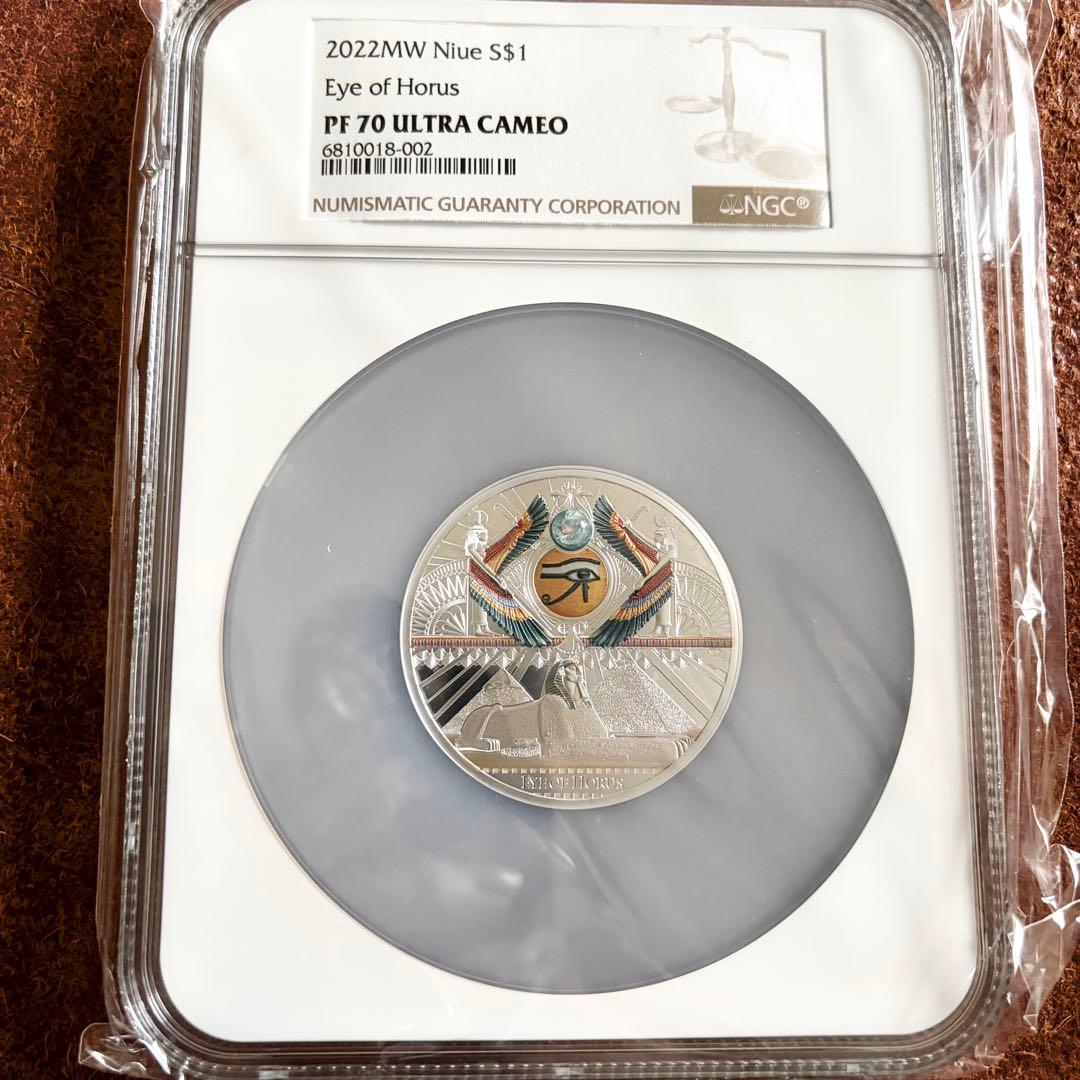 2022MW Niue S$1
Eye of Horus
PF 70 ULTRA CAMEO
6810018-002
NUMISMATIC GUARANTY CORPORATION
NGC®
EYE OF HORUS